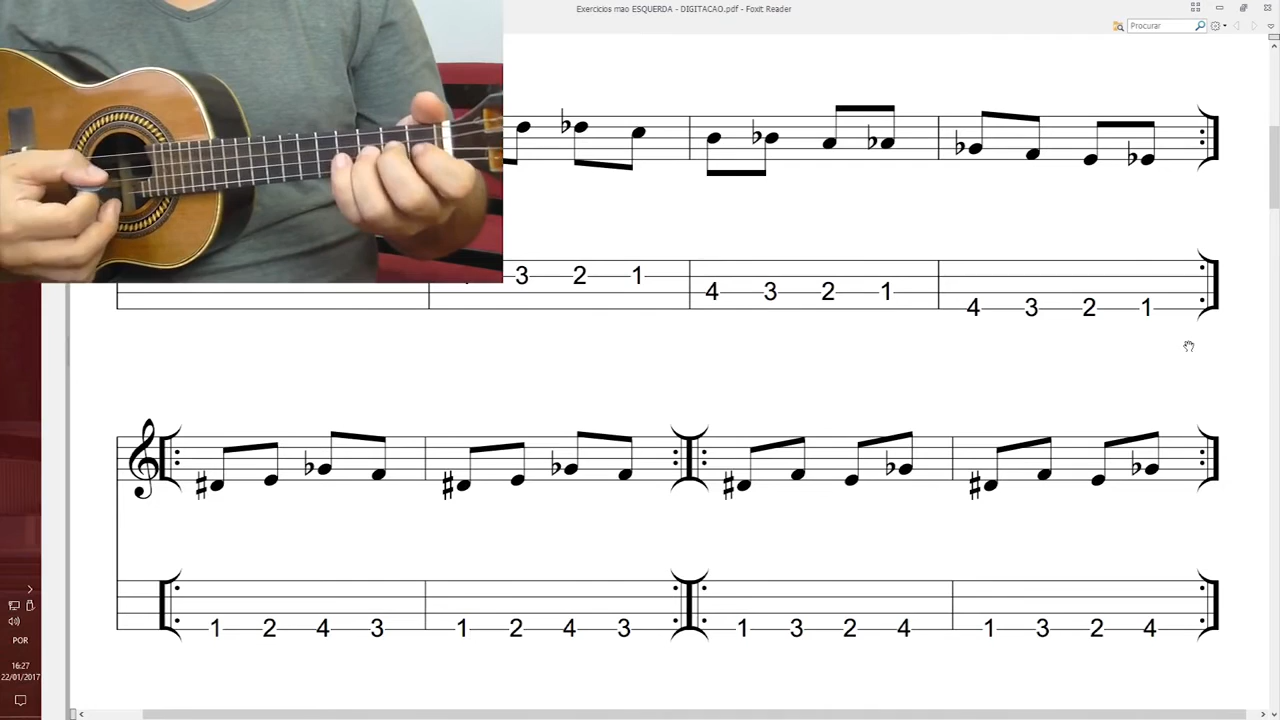 Exercicios mao ESQUERDA - DIGITACAO.pdf - Foxit Reader
Procurar
3 2 1 4 3 2 1 4 3 2 1
1 2 4 3 1 2 4 3 1 3 2 4 1 3 2 4
POR
16:27
22/01/2017